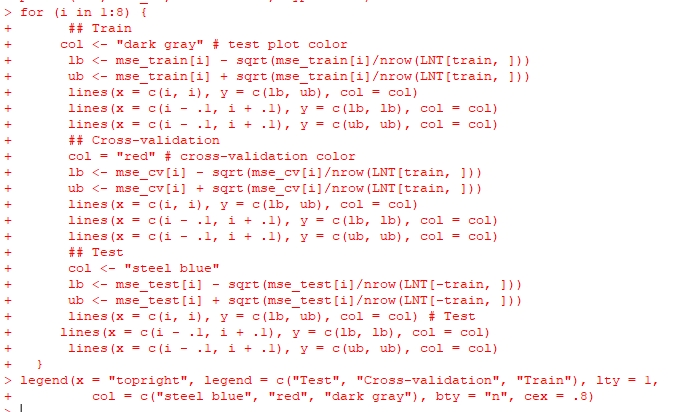 > for (i in 1:8) {
+ ## Train
+ col <- "dark gray" # test plot color
+ lb <- mse_train[i] - sqrt(mse_train[i]/nrow(LNT[train, ]))
+ ub <- mse_train[i] + sqrt(mse_train[i]/nrow(LNT[train, ]))
+ lines(x = c(i, i), y = c(lb, ub), col = col)
+ lines(x = c(i - .1, i + .1), y = c(lb, lb), col = col)
+ lines(x = c(i - .1, i + .1), y = c(ub, ub), col = col)
+ ## Cross-validation
+ col = "red" # cross-validation color
+ lb <- mse_cv[i] - sqrt(mse_cv[i]/nrow(LNT[train, ]))
+ ub <- mse_cv[i] + sqrt(mse_cv[i]/nrow(LNT[train, ]))
+ lines(x = c(i, i), y = c(lb, ub), col = col)
+ lines(x = c(i - .1, i + .1), y = c(lb, lb), col = col)
+ lines(x = c(i - .1, i + .1), y = c(ub, ub), col = col)
+ ## Test
+ col <- "steel blue"
+ lb <- mse_test[i] - sqrt(mse_test[i]/nrow(LNT[-train, ]))
+ ub <- mse_test[i] + sqrt(mse_test[i]/nrow(LNT[-train, ]))
+ lines(x = c(i, i), y = c(lb, ub), col = col) # Test
+ lines(x = c(i - .1, i + .1), y = c(lb, lb), col = col)
+ lines(x = c(i - .1, i + .1), y = c(ub, ub), col = col)
+ }
> legend(x = "topright", legend = c("Test", "Cross-validation", "Train"), lty = 1,
+ col = c("steel blue", "red", "dark gray"), bty = "n", cex = .8)
>